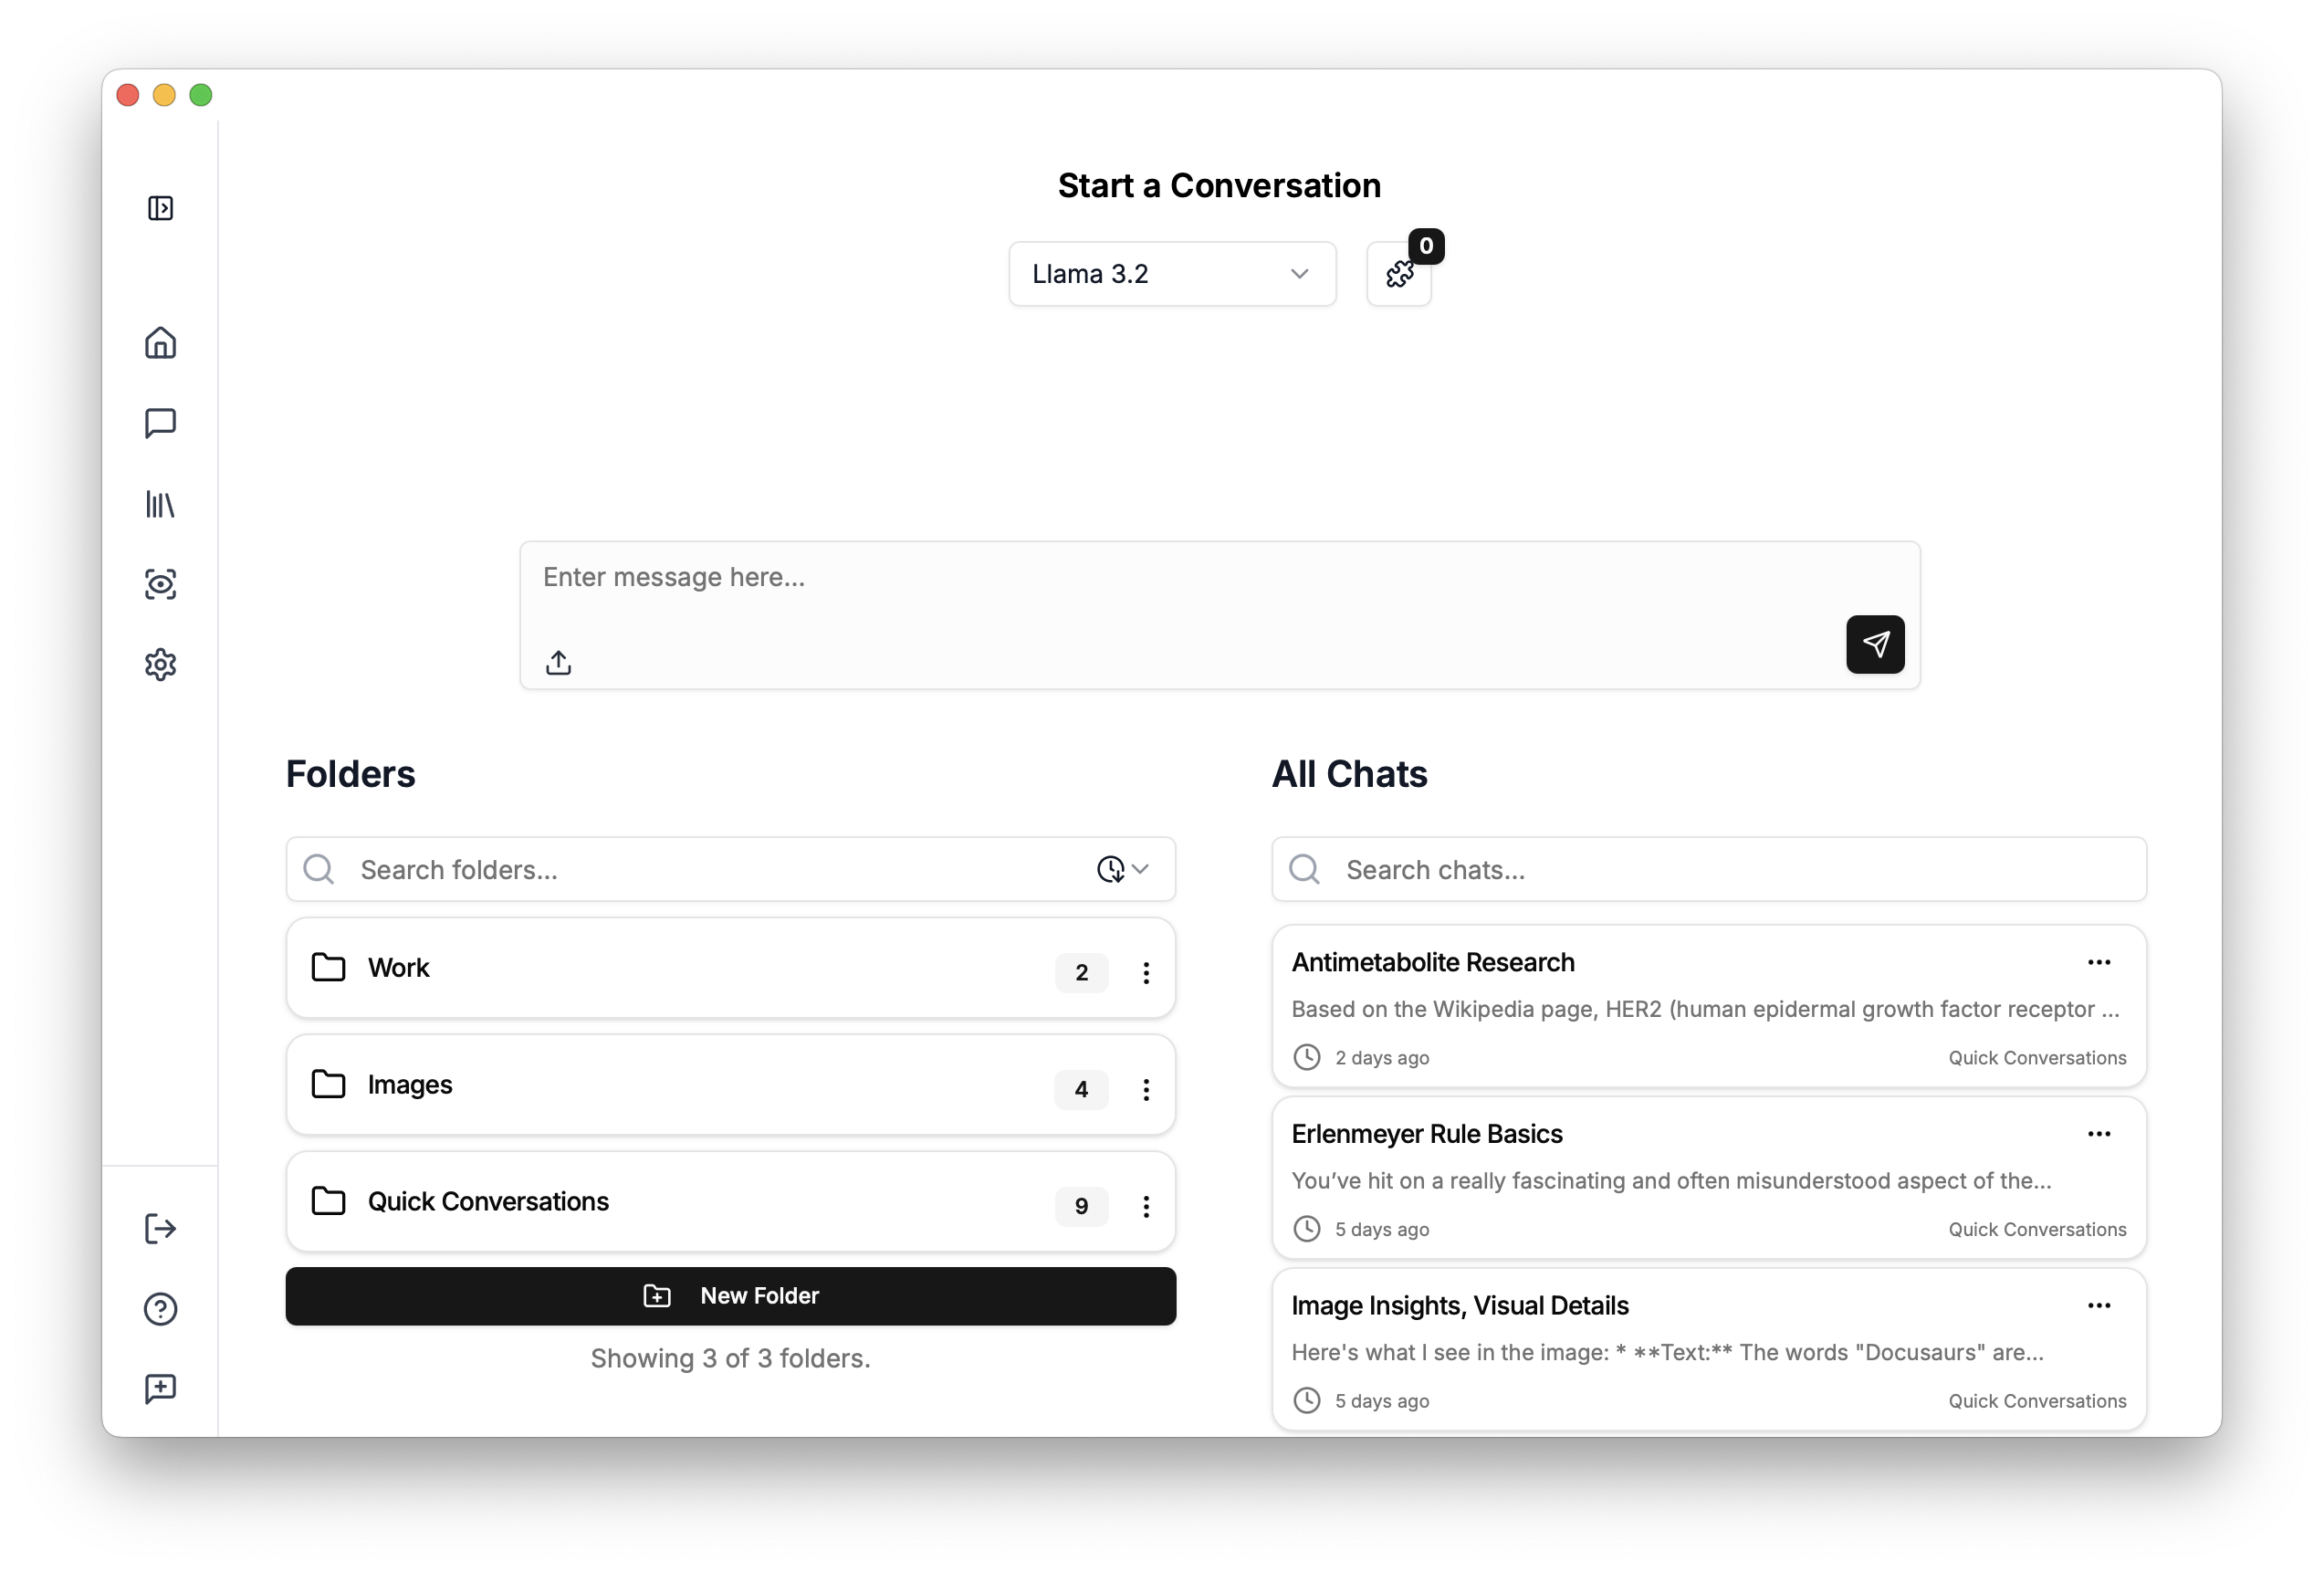 Start a Conversation
Llama 3.2
0
Enter message here...
Folders
Search folders...
Work
2
Images
4
Quick Conversations
9
New Folder
Showing 3 of 3 folders.
All Chats
Search chats...
Antimetabolite Research
Based on the Wikipedia page, HER2 (human epidermal growth factor receptor ...
2 days ago
Quick Conversations
Erlenmeyer Rule Basics
You’ve hit on a really fascinating and often misunderstood aspect of the...
5 days ago
Quick Conversations
Image Insights, Visual Details
Here's what I see in the image: * **Text:** The words "Docusaurs" are...
5 days ago
Quick Conversations